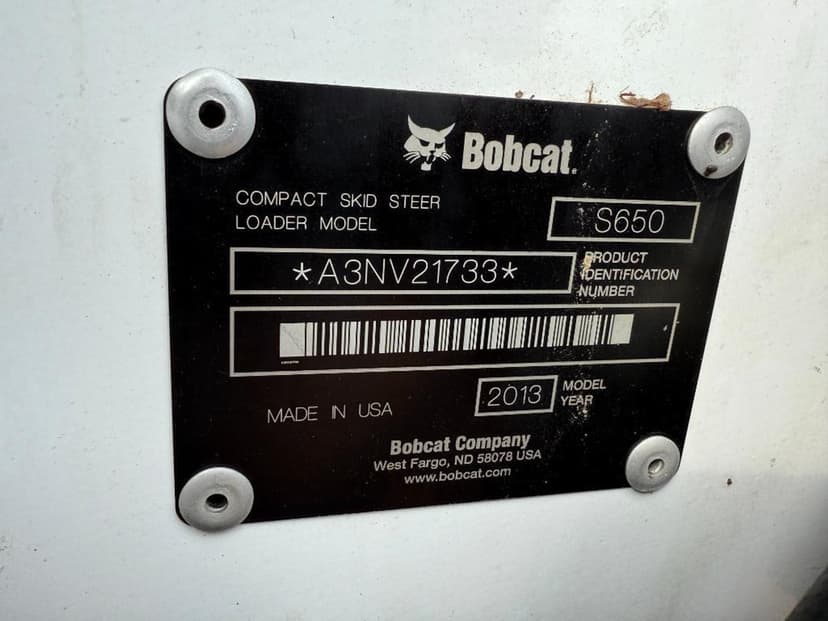 Bobcat.
COMPACT SKID STEER
LOADER MODEL
S650
*A3NV21733*
PRODUCT
IDENTIFICATION
NUMBER
2013
MODEL
YEAR
MADE IN USA
Bobcat Company
West Fargo, ND 58078 USA
www.bobcat.com